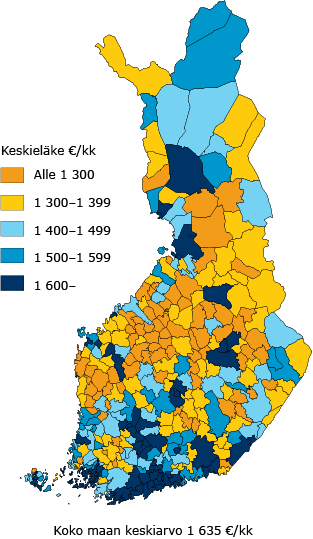 Keskieläke €/kk
Alle 1 300
1 300–1 399
1 400–1 499
1 500–1 599
1 600–
Koko maan keskiarvo 1 635 €/kk